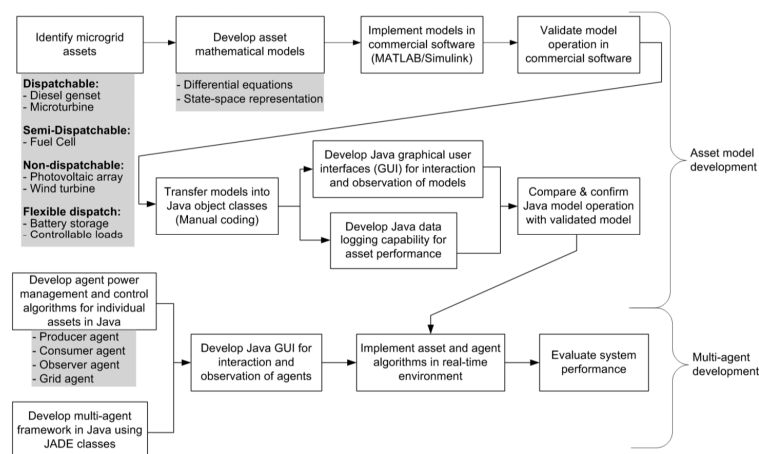 Identify microgrid
assets
Develop asset
mathematical models
Implement models in
commercial software
(MATLAB/Simulink)
Validate model
operation in
commercial software
Dispatchable:
- Diesel genset
- Microturbine
Semi-Dispatchable:
- Fuel Cell
Non-dispatchable:
- Photovoltaic array
- Wind turbine
Flexible dispatch:
- Battery storage
- Controllable loads
- Differential equations
- State-space representation
Transfer models into
Java object classes
(Manual coding)
Develop Java graphical user
interfaces (GUI) for interaction
and observation of models
Develop Java data
logging capability for
asset performance
Compare & confirm
Java model operation
with validated model
Asset model
development
Develop agent power
management and control
algorithms for individual
assets in Java
- Producer agent
- Consumer agent
- Observer agent
- Grid agent
Develop multi-agent
framework in Java using
JADE classes
Develop Java GUI for
interaction and
observation of agents
Implement asset and agent
algorithms in real-time
environment
Evaluate system
performance
Multi-agent
development